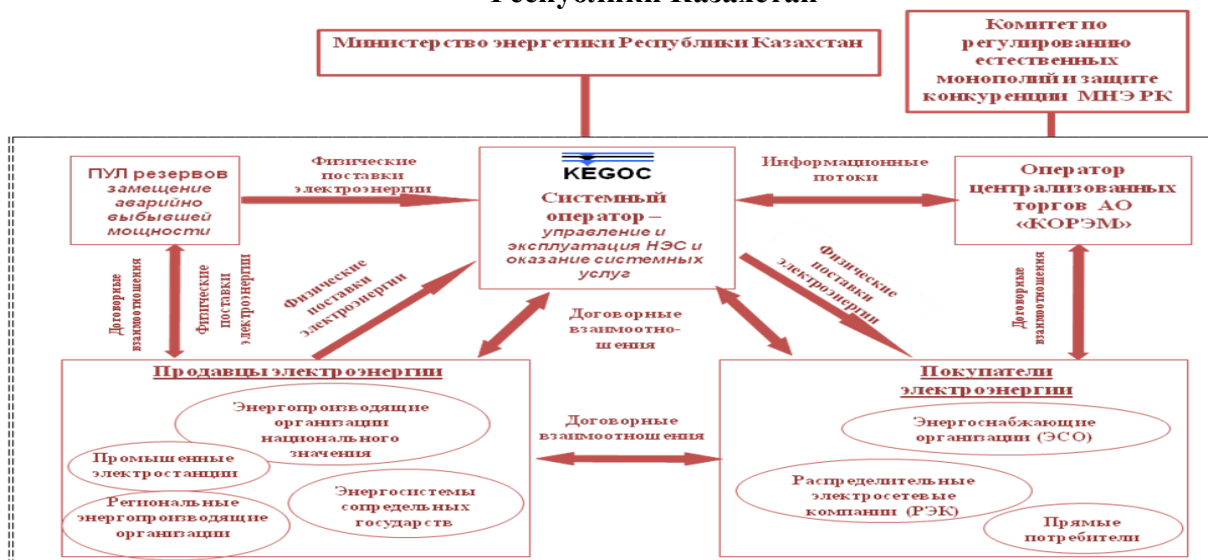 Республики Казахстан
Министерство энергетики Республики Казахстан
Комитет по
регулированию
естественных
монополий и защите
конкуренции МНЭ РК
ПУЛ резервов
замещение
аварийно
выбывшей
мощности
Физические
поставки
электроэнергии
KEGOC
Системный
оператор –
управление и
эксплуатация НЭС и
оказание системных
услуг
Информационные
потоки
Оператор
централизованных
торгов АО
«КОРЭМ»
Договорные
взаимоотношения
Физические
поставки
электроэнергии
Физические
поставки
электроэнергии
Договорные
взаимоотно-
шения
Физические
поставки
электроэнергии
Договорные
взаимоотношения
Продавцы электроэнергии
Энергопроизводящие
организации
национального
значения
Промышенные
электростанции
Региональные
энергопроизводящие
организации
Энергосистемы
сопредельных
государств
Договорные
взаимоотношения
Покупатели
электроэнергии
Энергоснабжающие
организации (ЭСО)
Распределительные
электросетевые
компании (РЭК)
Прямые
потребители